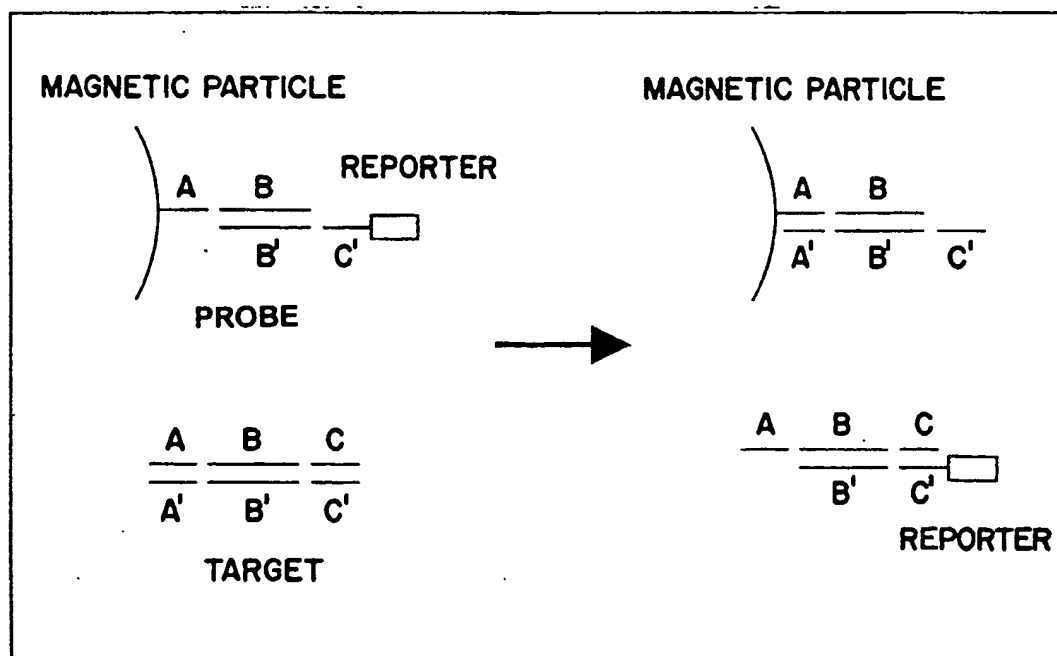 MAGNETIC PARTICLE
REPORTER
A B
B' C'
PROBE
A B C
A' B' C'
TARGET
MAGNETIC PARTICLE
A B
A' B' C'
A B C
B' C'
REPORTER